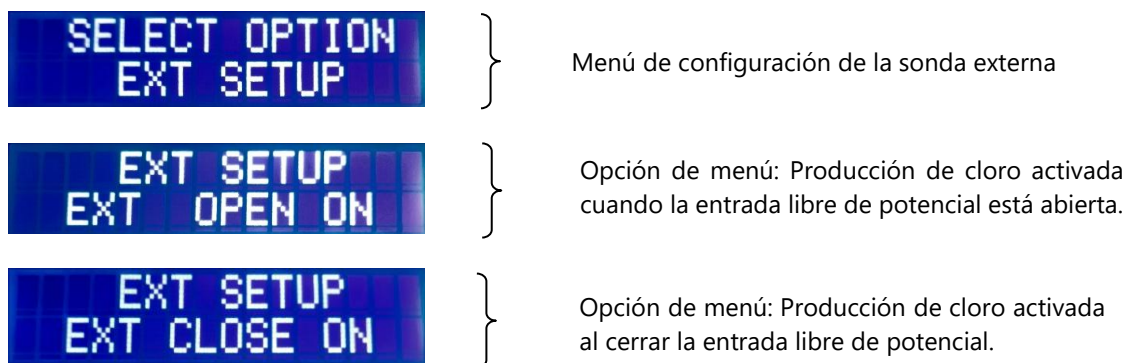 SELECT OPTION
EXT SETUP
Menú de configuración de la sonda externa
EXT SETUP
EXT OPEN ON
Opción de menú: Producción de cloro activada
cuando la entrada libre de potencial está abierta.
EXT SETUP
EXT CLOSE ON
Opción de menú: Producción de cloro activada
al cerrar la entrada libre de potencial.